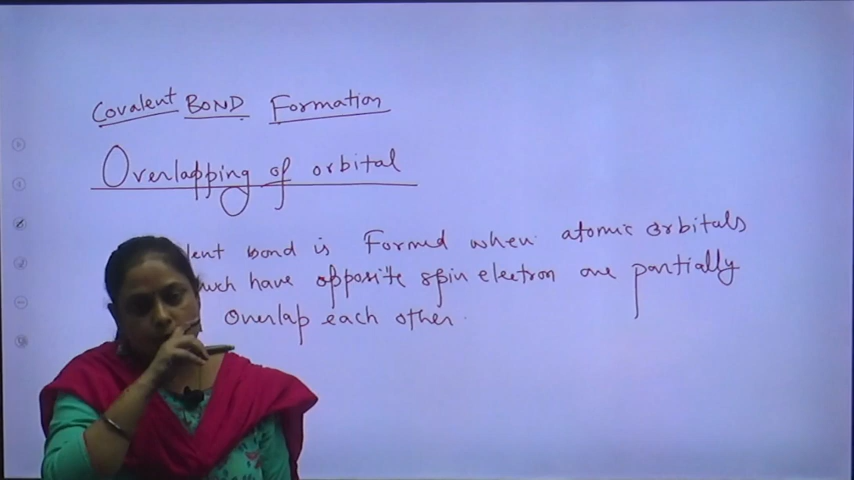 Covalent BOND Formation
Overlapping of orbital
lent bond is Formed when atomic orbitals
have opposite spin electron are partially
Overlap each other.